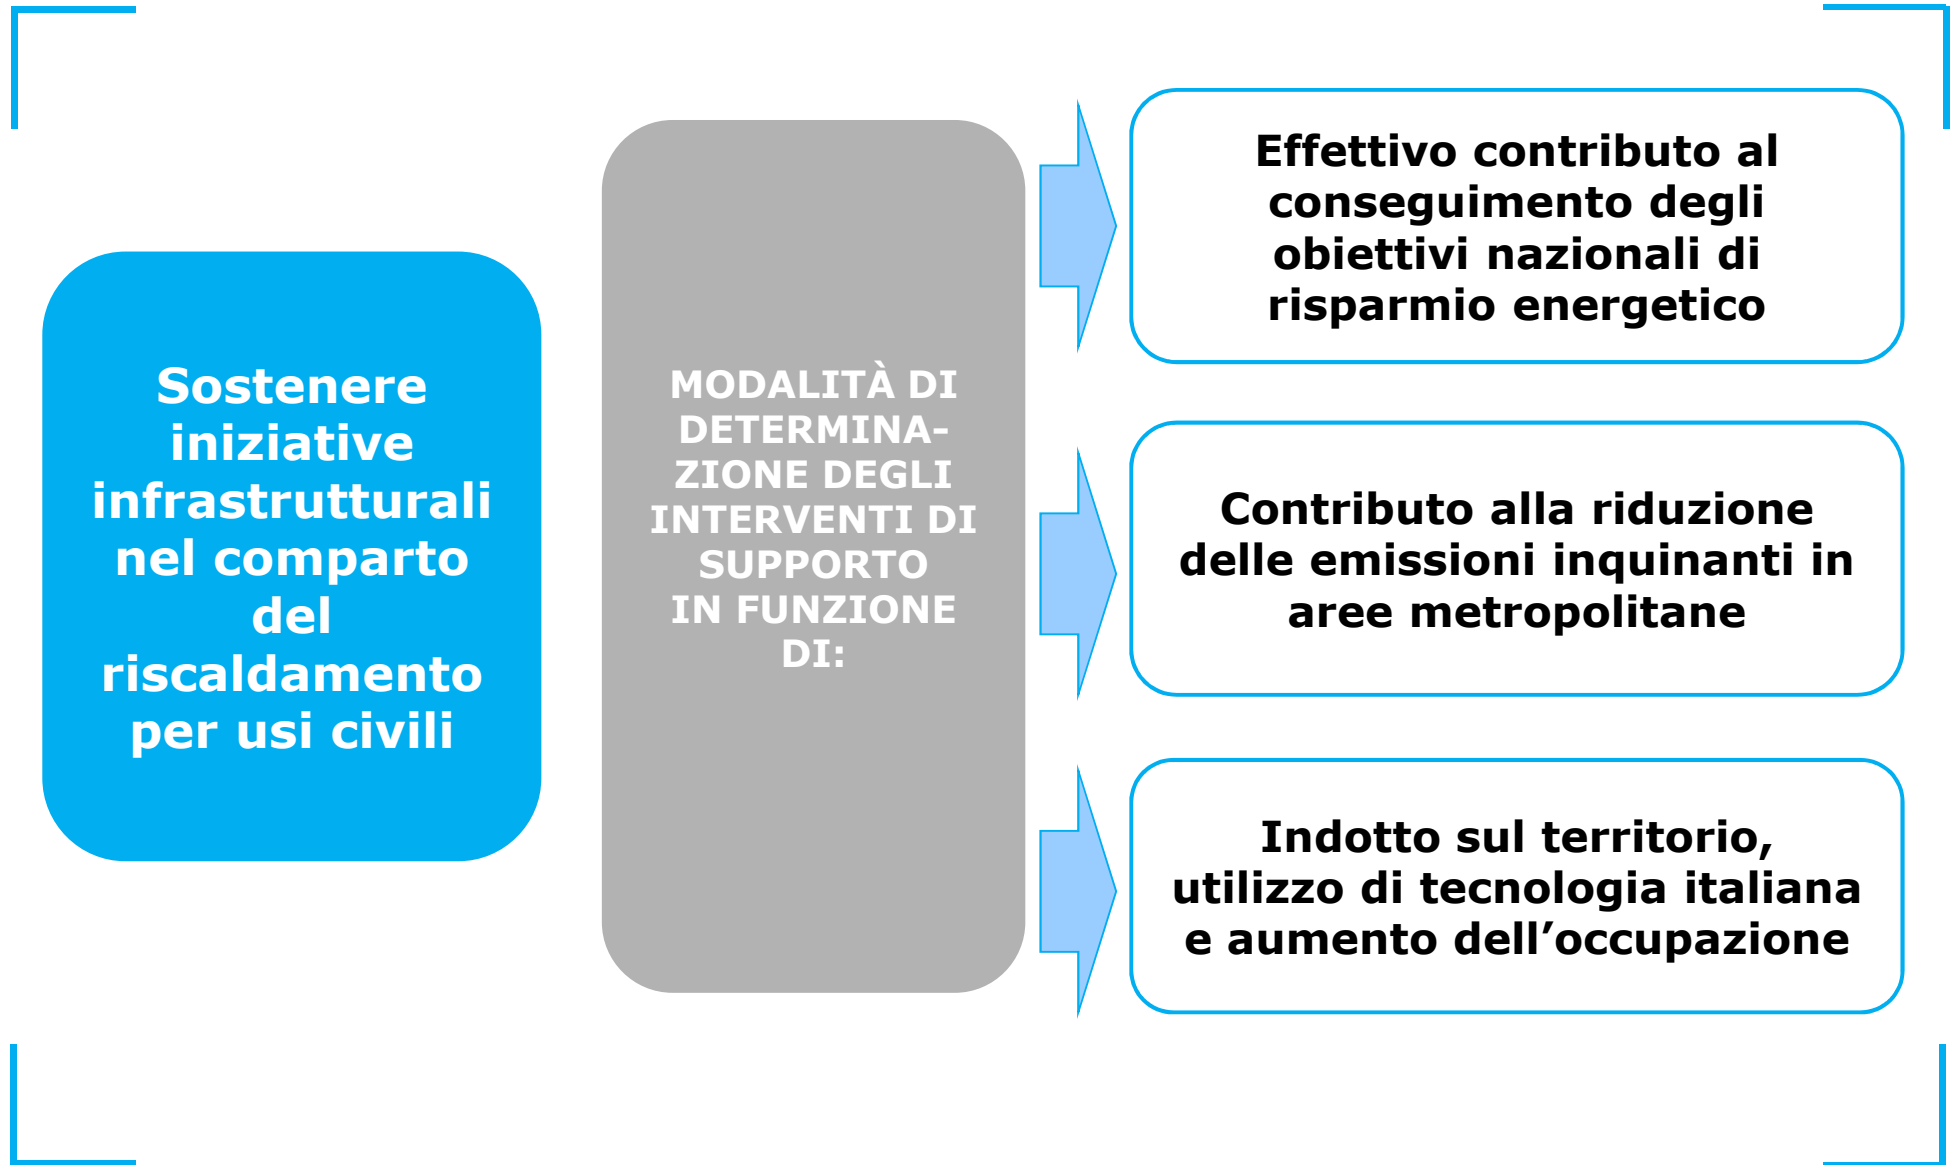 Sostenere
iniziative
infrastrutturali
nel comparto
del
riscaldamento
per usi civili
MODALITÀ DI
DETERMINA-
ZIONE DEGLI
INTERVENTI DI
SUPPORTO
IN FUNZIONE
DI:
Effettivo contributo al
conseguimento degli
obiettivi nazionali di
risparmio energetico
Contributo alla riduzione
delle emissioni inquinanti in
aree metropolitane
Indotto sul territorio,
utilizzo di tecnologia italiana
e aumento dell’occupazione